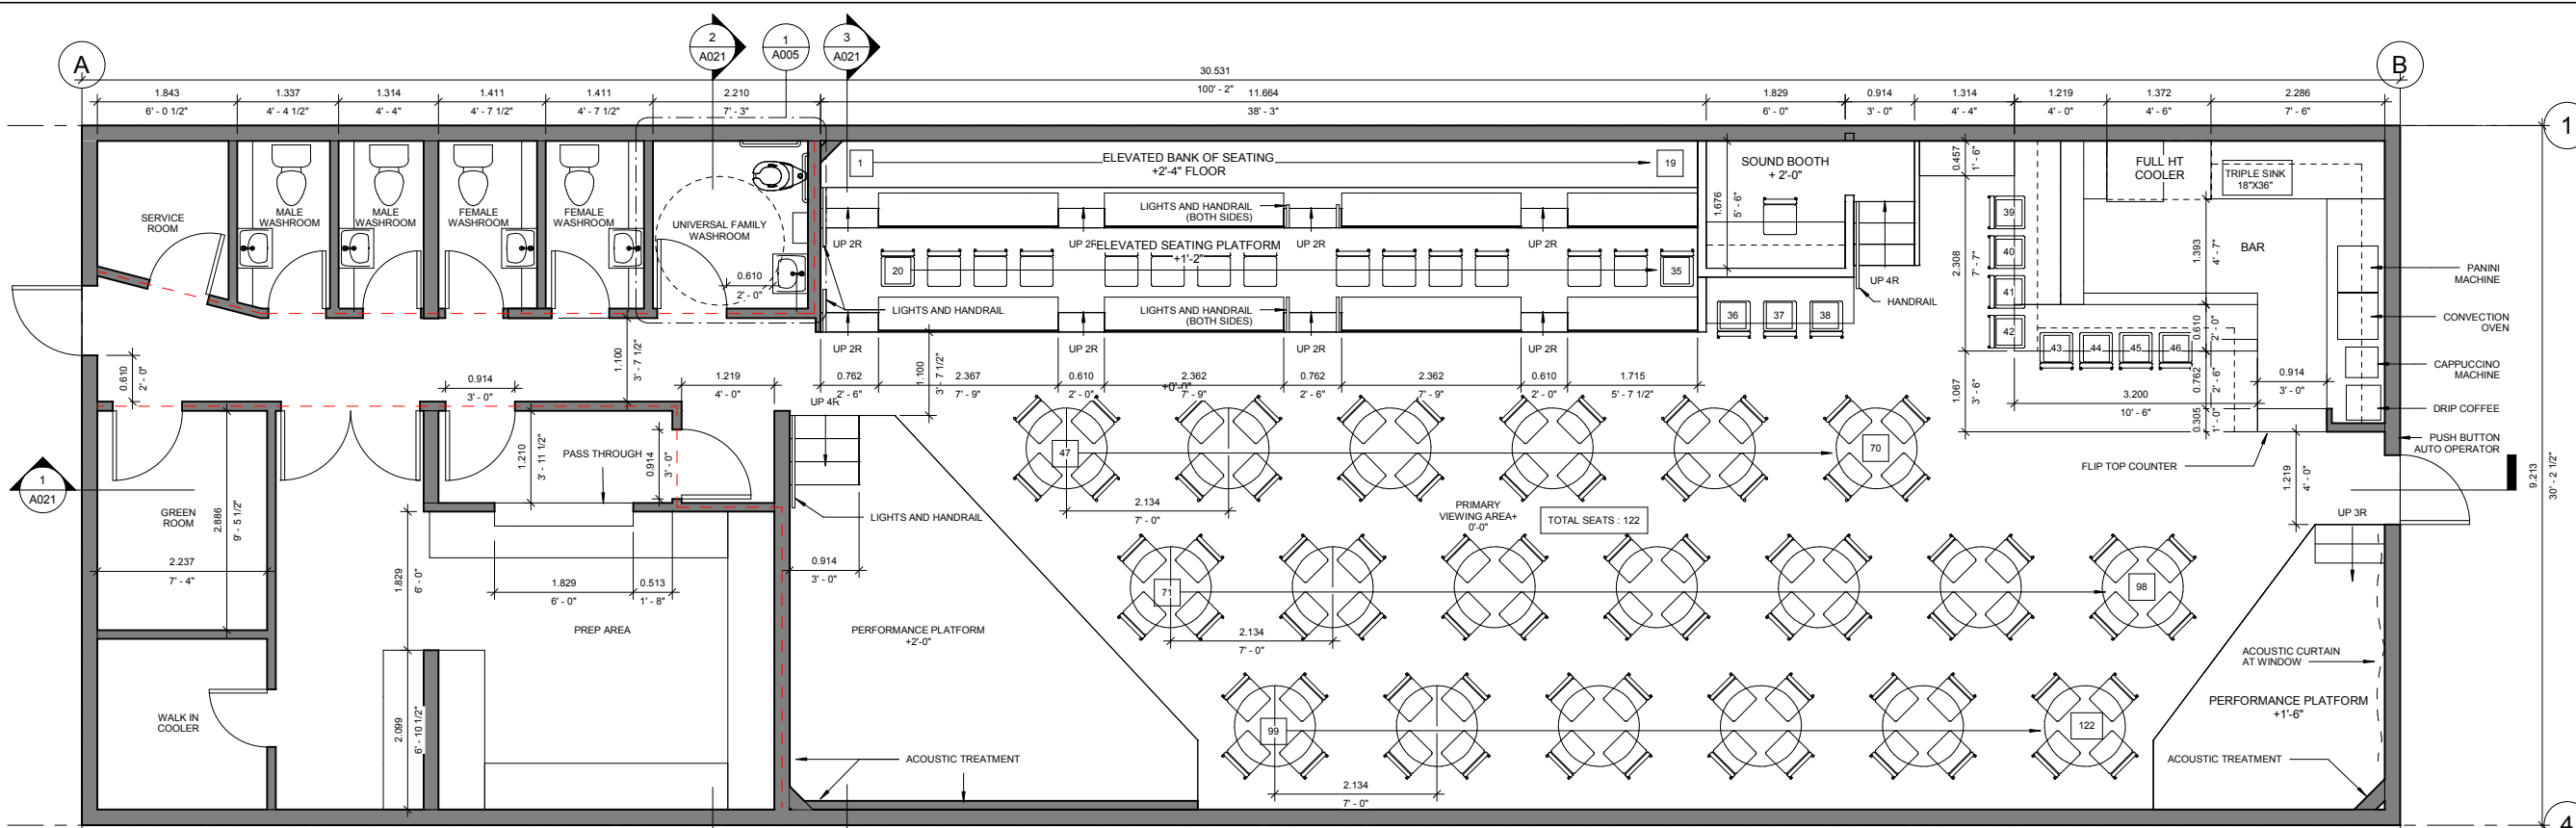 2
A021
1
A005
3
A021
A
B
30.531
100' - 2"
1.843
6' - 0 1/2"
1.337
4' - 4 1/2"
1.314
4' - 4"
1.411
4' - 7 1/2"
1.411
4' - 7 1/2"
2.210
7' - 3"
11.664
38' - 3"
1.829
6' - 0"
0.914
3' - 0"
1.314
4' - 4"
1.219
4' - 0"
1.372
4' - 6"
2.286
7' - 6"
1
SERVICE
ROOM
MALE
WASHROOM
MALE
WASHROOM
FEMALE
WASHROOM
FEMALE
WASHROOM
UNIVERSAL FAMILY
WASHROOM
0.610
2' - 0"
1
ELEVATED BANK OF SEATING
+2'-4" FLOOR
19
LIGHTS AND HANDRAIL
(BOTH SIDES)
UP 2R
UP 2R
UP 2R
UP 2R
ELEVATED SEATING PLATFORM
+1'-2"
20
35
LIGHTS AND HANDRAIL
LIGHTS AND HANDRAIL
(BOTH SIDES)
UP 2R
UP 2R
UP 2R
UP 2R
SOUND BOOTH
+ 2'-0"
1.676
5' - 6"
UP 4R
HANDRAIL
36
37
38
0.457
1' - 6"
2.308
7' - 7"
1.067
3' - 6"
39
40
41
42
43
44
45
46
FULL HT
COOLER
TRIPLE SINK
18"X36"
BAR
1.393
4' - 7"
0.610
2' - 0"
0.762
2' - 6"
0.305
1' - 0"
0.914
3' - 0"
3.200
10' - 6"
PANINI
MACHINE
CONVECTION
OVEN
CAPPUCCINO
MACHINE
DRIP COFFEE
PUSH BUTTON
AUTO OPERATOR
FLIP TOP COUNTER
1.219
4' - 0"
9.213
30' - 2 1/2"
UP 3R
0.610
2' - 0"
0.914
3' - 0"
1.100
3' - 7 1/2"
1.219
4' - 0"
1.100
3' - 7 1/2"
0.762
2' - 6"
2.367
7' - 9"
0.610
2' - 0"
+0'-0"
2.362
7' - 9"
0.762
2' - 6"
2.362
7' - 9"
0.610
2' - 0"
1.715
5' - 7 1/2"
UP 4R
1.210
3' - 11 1/2"
PASS THROUGH
0.914
3' - 0"
LIGHTS AND HANDRAIL
0.914
3' - 0"
1
A021
GREEN
ROOM
2.886
9' - 5 1/2"
2.237
7' - 4"
1.829
6' - 0"
1.829
6' - 0"
0.513
1' - 8"
PREP AREA
2.099
6' - 10 1/2"
WALK IN
COOLER
PERFORMANCE PLATFORM
+2'-0"
ACOUSTIC TREATMENT
47
70
2.134
7' - 0"
PRIMARY
VIEWING AREA+
0'-0"
TOTAL SEATS : 122
71
98
2.134
7' - 0"
99
122
2.134
7' - 0"
ACOUSTIC CURTAIN
AT WINDOW
PERFORMANCE PLATFORM
+1'-6"
ACOUSTIC TREATMENT
4